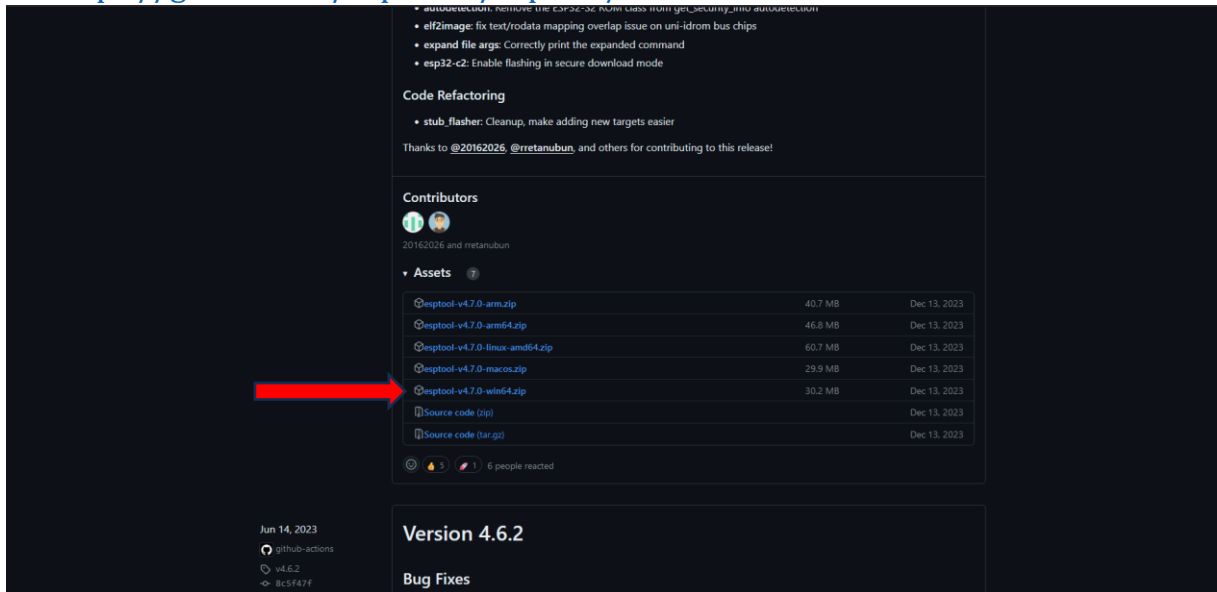 • autodetection: Remove the ESP32-S2 ROM class from get_security_info autodetection
• elf2image: fix text/rodata mapping overlap issue on uni-idrom bus chips
• expand file args: Correctly print the expanded command
• esp32-c2: Enable flashing in secure download mode
Code Refactoring
• stub_flasher: Cleanup, make adding new targets easier
Thanks to @20162026, @rretanubun, and others for contributing to this release!
Contributors
20162026 and rretanubun
Assets 7
esptool-v4.7.0-arm.zip 40.7 MB Dec 13, 2023
esptool-v4.7.0-arm64.zip 46.8 MB Dec 13, 2023
esptool-v4.7.0-linux-amd64.zip 60.7 MB Dec 13, 2023
esptool-v4.7.0-macos.zip 29.9 MB Dec 13, 2023
esptool-v4.7.0-win64.zip 30.2 MB Dec 13, 2023
Source code (zip) Dec 13, 2023
Source code (tar.gz) Dec 13, 2023
5 1 6 people reacted
Jun 14, 2023
github-actions
v4.6.2
8c5f47f
Version 4.6.2
Bug Fixes